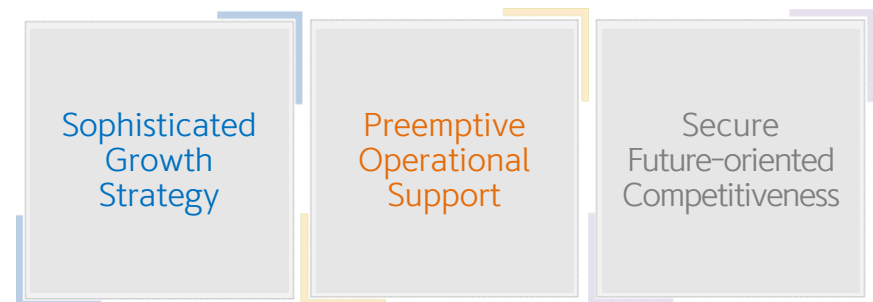 Sophisticated
Growth
Strategy
Preemptive
Operational
Support
Secure
Future-oriented
Competitiveness